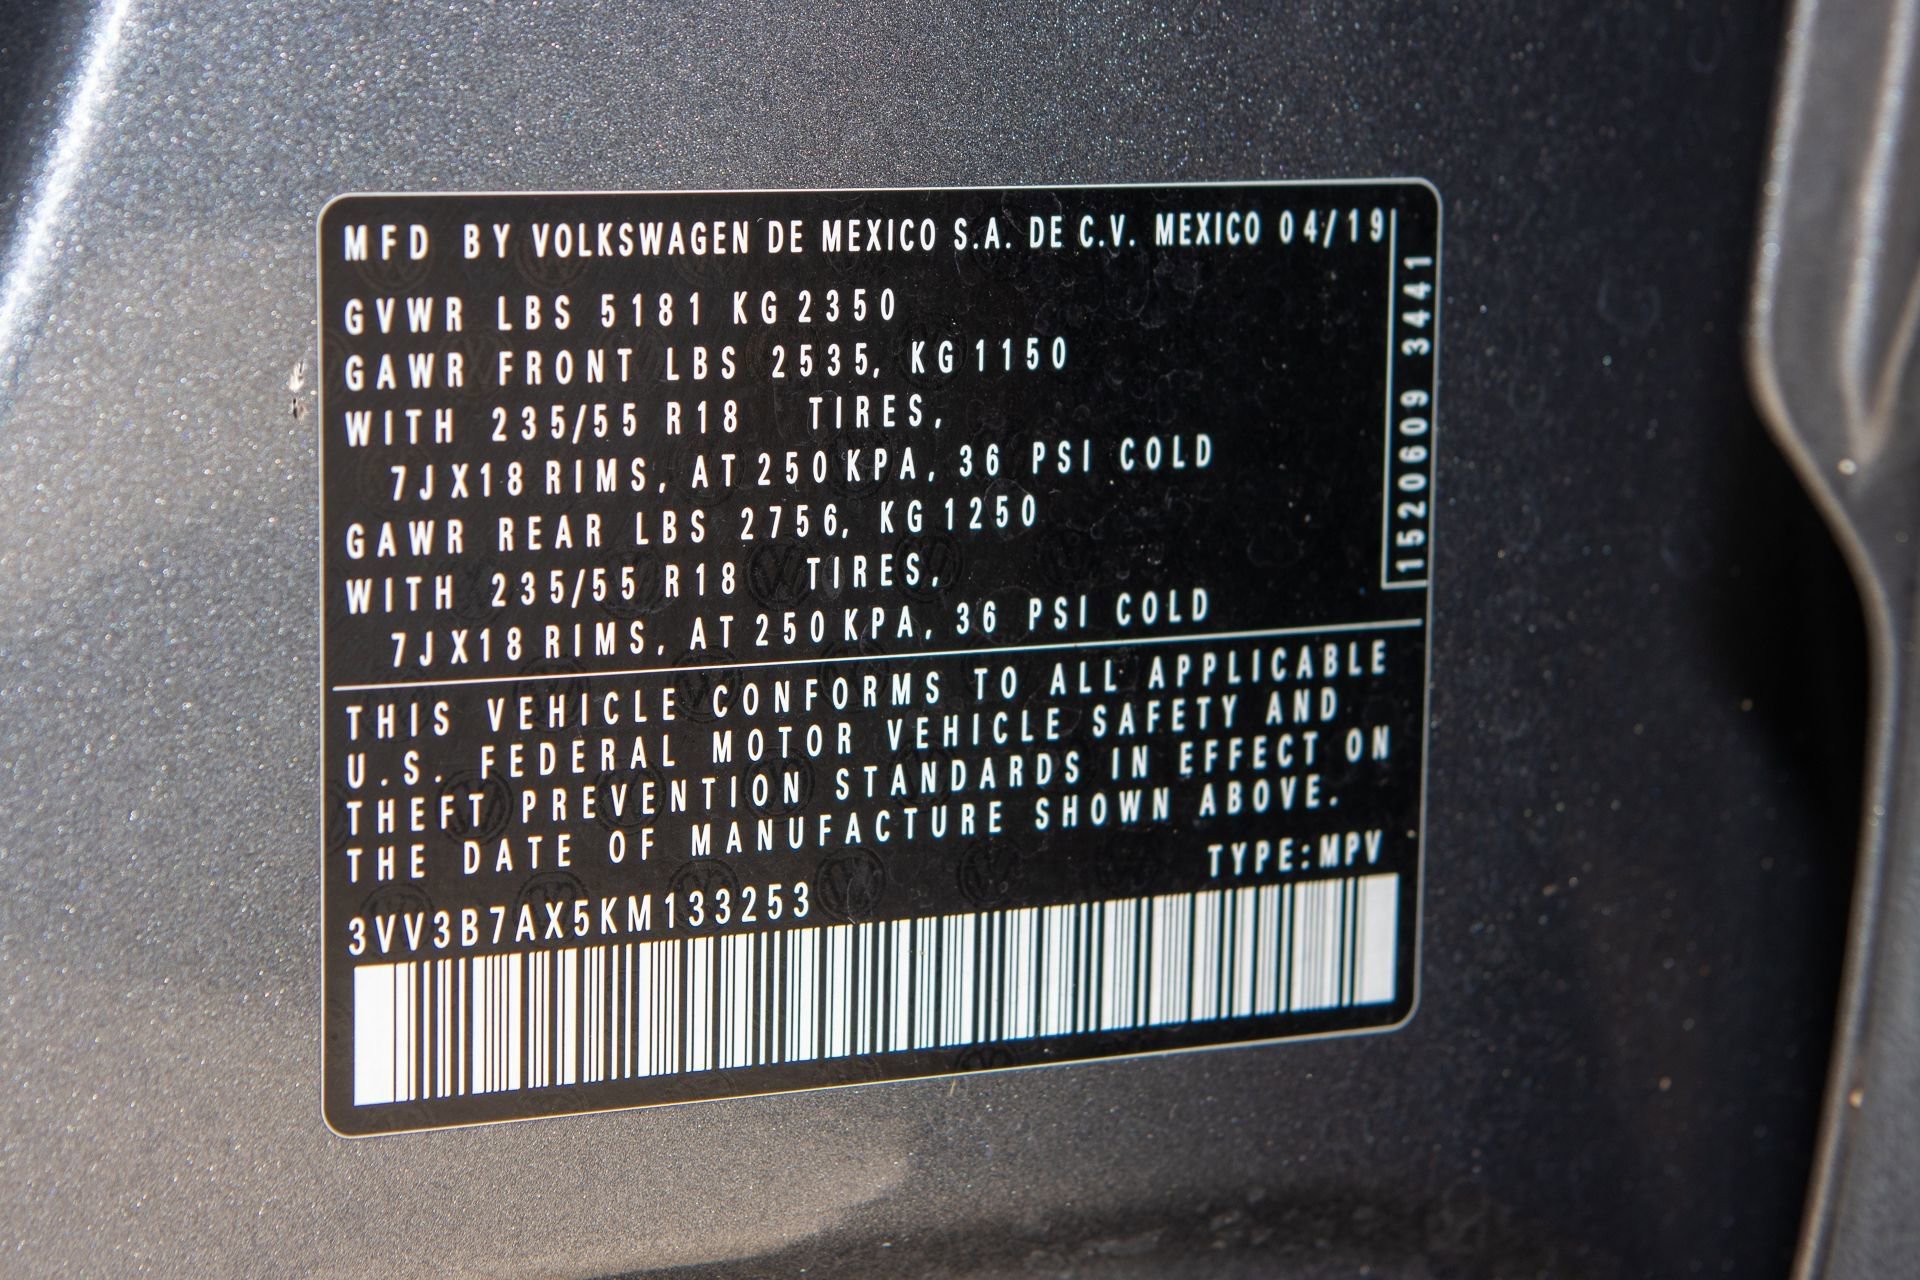 MFD BY VOLKSWAGEN DE MEXICO S.A. DE C.V. MEXICO 04/19
GVWR LBS 5181 KG 2350
GAWR FRONT LBS 2535, KG 1150
WITH 235/55 R18 TIRES,
7JX18 RIMS, AT 250 KPA, 36 PSI COLD
GAWR REAR LBS 2756, KG 1250
WITH 235/55 R18 TIRES,
7JX18 RIMS, AT 250 KPA, 36 PSI COLD
1520609 3441
THIS VEHICLE CONFORMS TO ALL APPLICABLE
U.S. FEDERAL MOTOR VEHICLE SAFETY AND
THEFT PREVENTION STANDARDS IN EFFECT ON
THE DATE OF MANUFACTURE SHOWN ABOVE.
TYPE:MPV
3VV3B7AX5KM133253